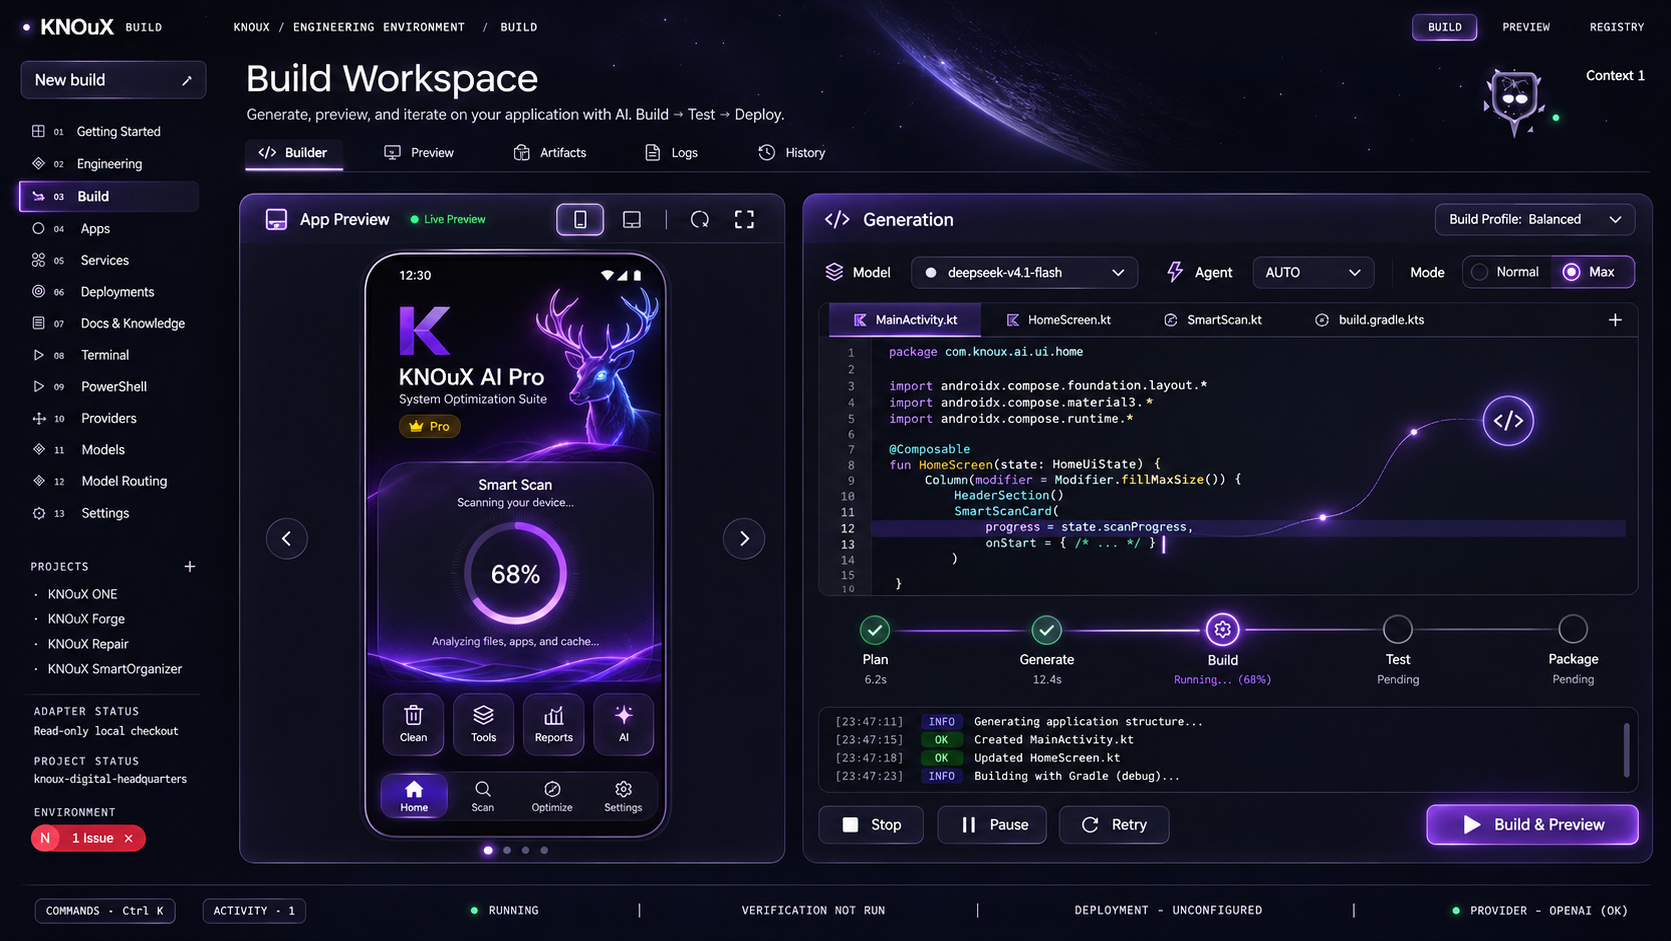 KNOuX BUILD
KNOUX / ENGINEERING ENVIRONMENT / BUILD
BUILD
PREVIEW
REGISTRY
New build
01 Getting Started
02 Engineering
03 Build
04 Apps
05 Services
06 Deployments
07 Docs & Knowledge
08 Terminal
09 PowerShell
10 Providers
11 Models
12 Model Routing
13 Settings
PROJECTS +
· KNOuX ONE
· KNOuX Forge
· KNOuX Repair
· KNOuX SmartOrganizer
ADAPTER STATUS
Read-only local checkout
PROJECT STATUS
knoux-digital-headquarters
ENVIRONMENT
N 1 Issue ×
Build Workspace
Generate, preview, and iterate on your application with AI. Build → Test → Deploy.
Context 1
</> Builder
Preview
Artifacts
Logs
History
App Preview
Live Preview
12:30
K
KNOuX AI Pro
System Optimization Suite
Pro
Smart Scan
Scanning your device...
68%
Analyzing files, apps, and cache...
Clean
Tools
Reports
AI
Home
Scan
Optimize
Settings
</> Generation
Build Profile: Balanced
Model
deepseek-v4.1-flash
Agent
AUTO
Mode
Normal
Max
MainActivity.kt
HomeScreen.kt
SmartScan.kt
build.gradle.kts
+
1 package com.knoux.ai.ui.home
2
3 import androidx.compose.foundation.layout.*
4 import androidx.compose.material3.*
5 import androidx.compose.runtime.*
6
7 @Composable
8 fun HomeScreen(state: HomeUiState) {
9 Column(modifier = Modifier.fillMaxSize()) {
10 HeaderSection()
11 SmartScanCard(
12 progress = state.scanProgress,
13 onStart = { /* ... */ }
14 )
15
19 }
</>
Plan
6.2s
Generate
12.4s
Build
Running... (68%)
Test
Pending
Package
Pending
[23:47:11] INFO Generating application structure...
[23:47:15] OK Created MainActivity.kt
[23:47:18] OK Updated HomeScreen.kt
[23:47:23] INFO Building with Gradle (debug)...
Stop
Pause
Retry
Build & Preview
COMMANDS · Ctrl K
ACTIVITY · 1
RUNNING
VERIFICATION NOT RUN
DEPLOYMENT - UNCONFIGURED
PROVIDER - OPENAI (OK)